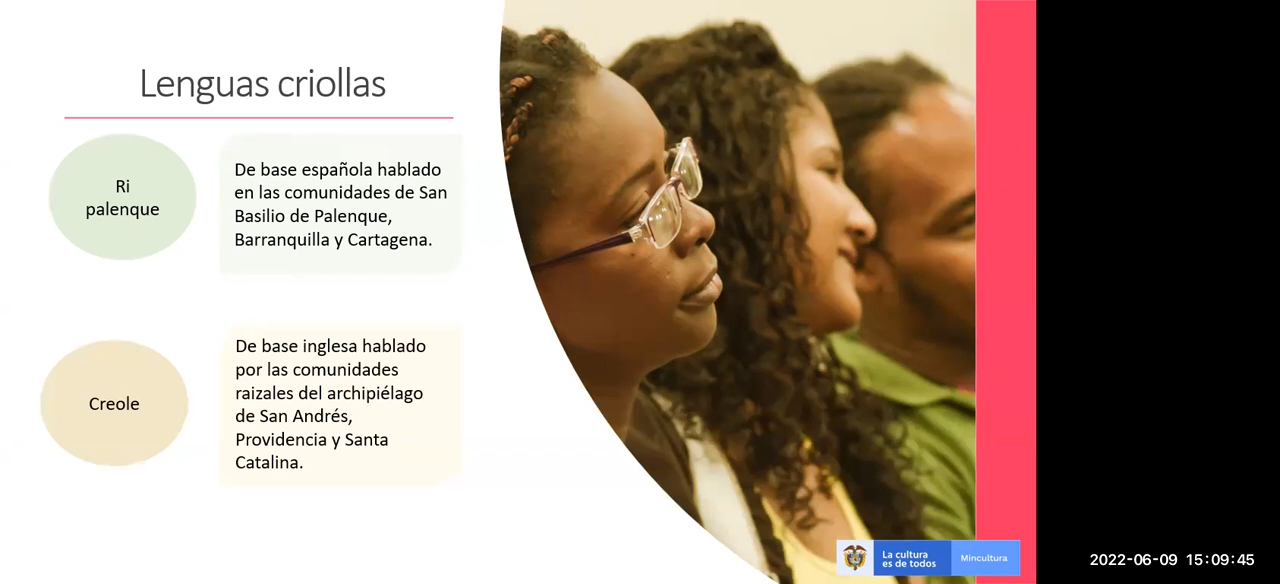 Lenguas criollas
Ri
palenque
De base española hablado
en las comunidades de San
Basilio de Palenque,
Barranquilla y Cartagena.
Creole
De base inglesa hablado
por las comunidades
raizales del archipiélago
de San Andrés,
Providencia y Santa
Catalina.
La cultura
es de todos
Mincultura
2022-06-09 15:09:45